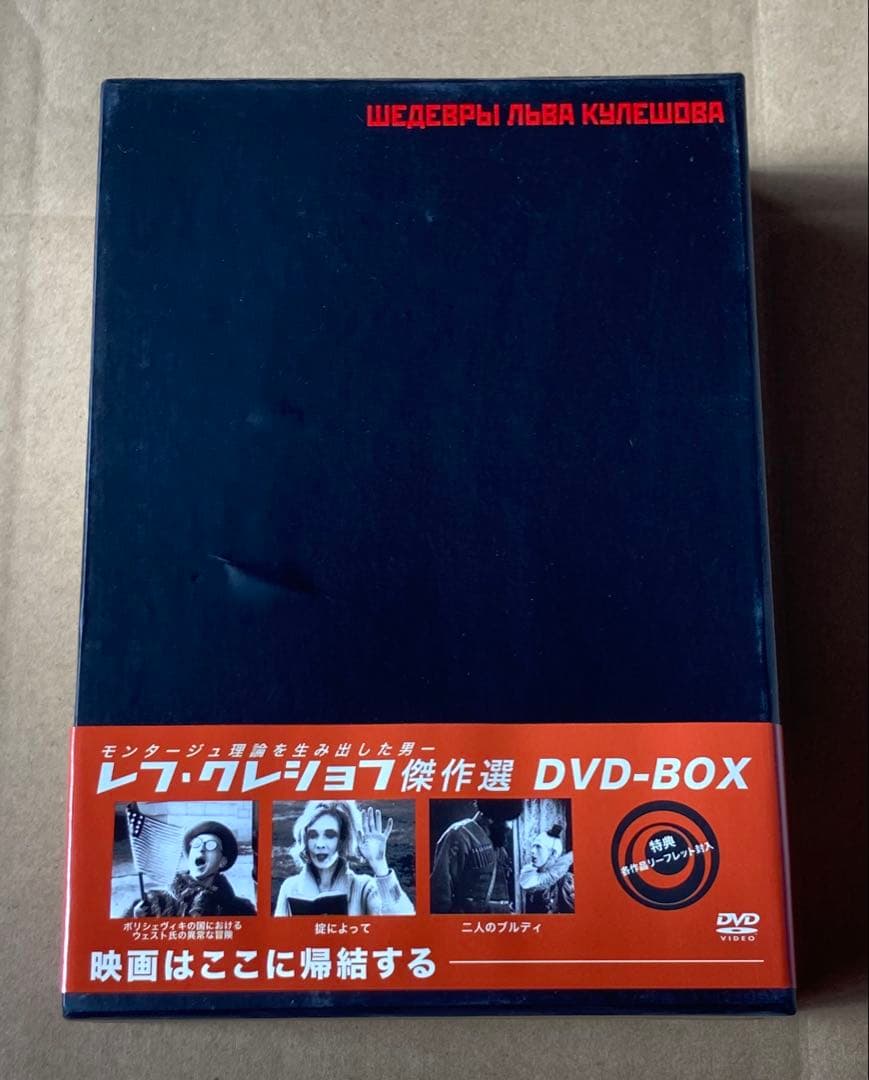 ШЕДЕВРЫ ЛЬВА КУЛЕШОВА
モンタージュ理論を生み出した男―
レフ・クレショフ傑作選 DVD-BOX
特典
各作品リーフレット封入
ボリシェヴィキの国における
ウェスト氏の異常な冒険
掟によって
二人のブルディ
DVD
VIDEO
映画はここに帰結する